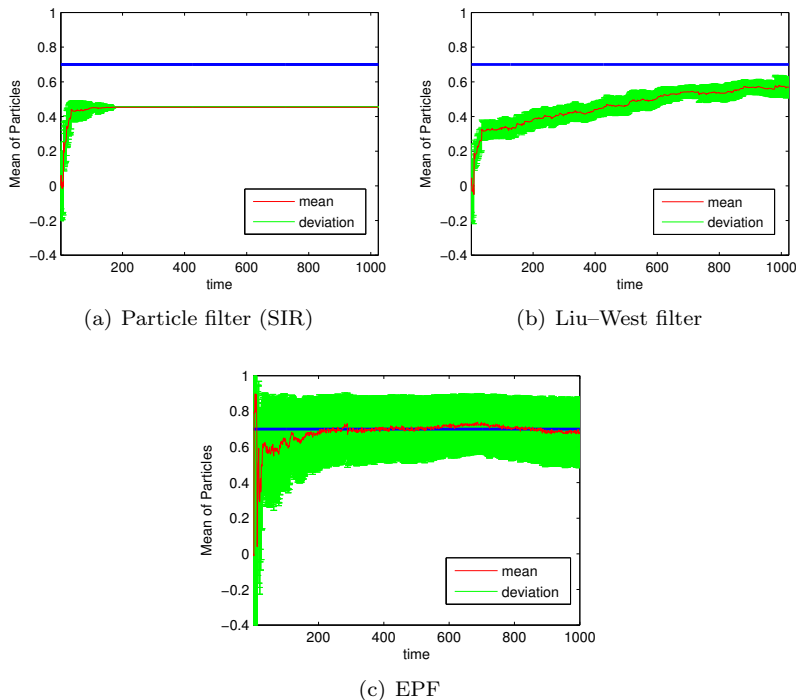 1
0.8
0.6
0.4
0.2
0
−0.2
−0.4
Mean of Particles
200 400 600 800 1000
time
mean
deviation
(a) Particle filter (SIR)
1
0.8
0.6
0.4
0.2
0
−0.2
−0.4
Mean of Particles
200 400 600 800 1000
time
mean
deviation
(b) Liu–West filter
1
0.8
0.6
0.4
0.2
0
−0.2
−0.4
Mean of Particles
200 400 600 800 1000
time
mean
deviation
(c) EPF